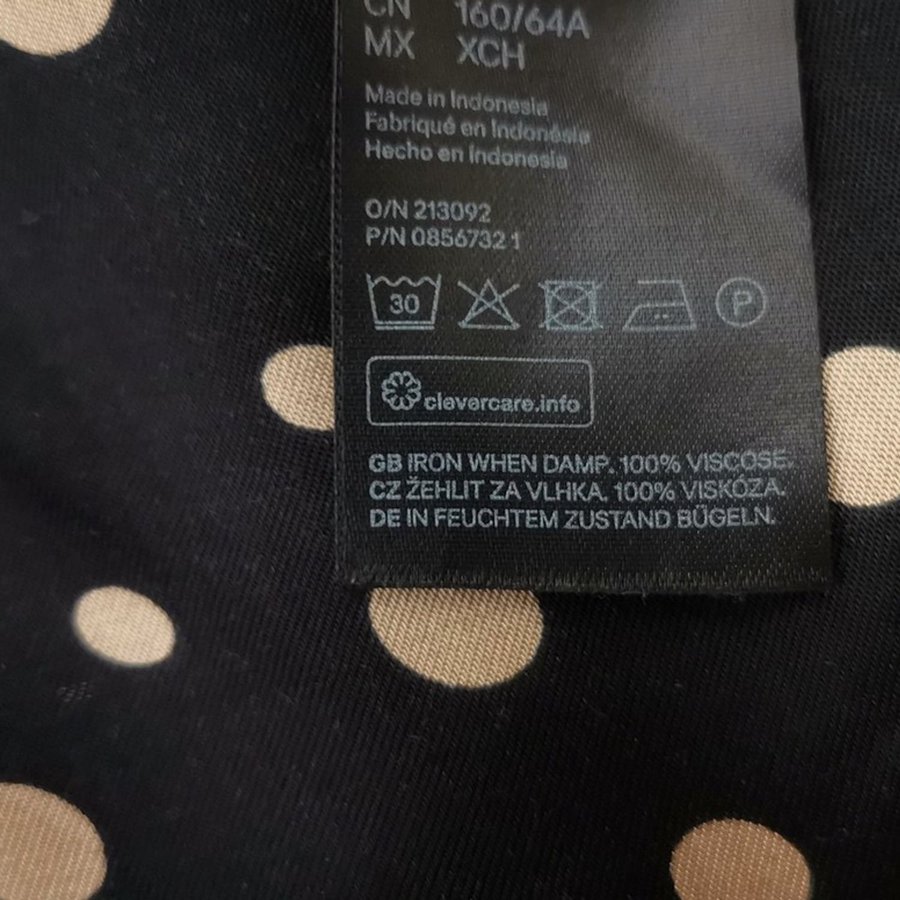 CN 160/64A
MX XCH
Made in Indonesia
Fabriqué en Indonésie
Hecho en Indonesia
O/N 213092
P/N 0856732 1
30 P
clevercare.info
GB IRON WHEN DAMP. 100% VISCOSE.
CZ ŽEHLIT ZA VLHKA. 100% VISKÓZA.
DE IN FEUCHTEM ZUSTAND BÜGELN.